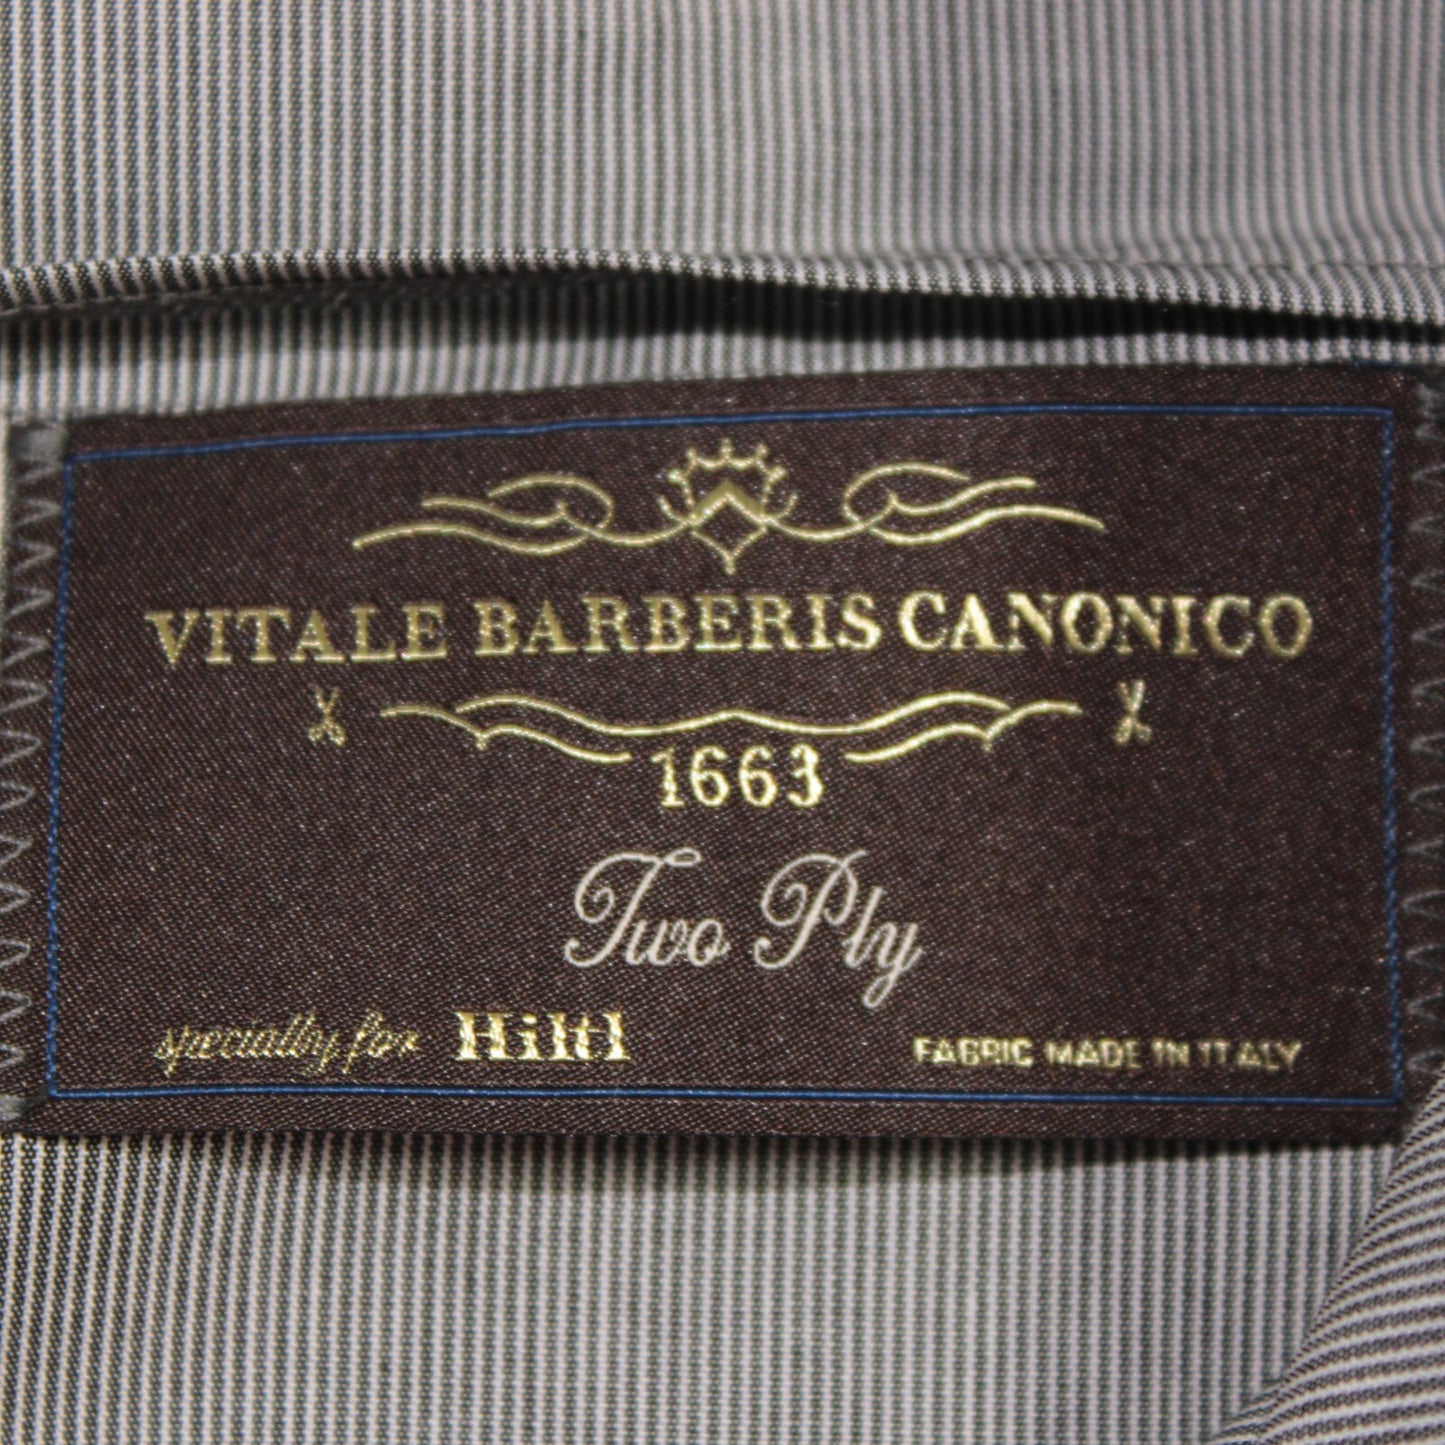 VITALE BARBERIS CANONICO
1663
Two Ply
specially for Hiltl
FABRIC MADE IN ITALY